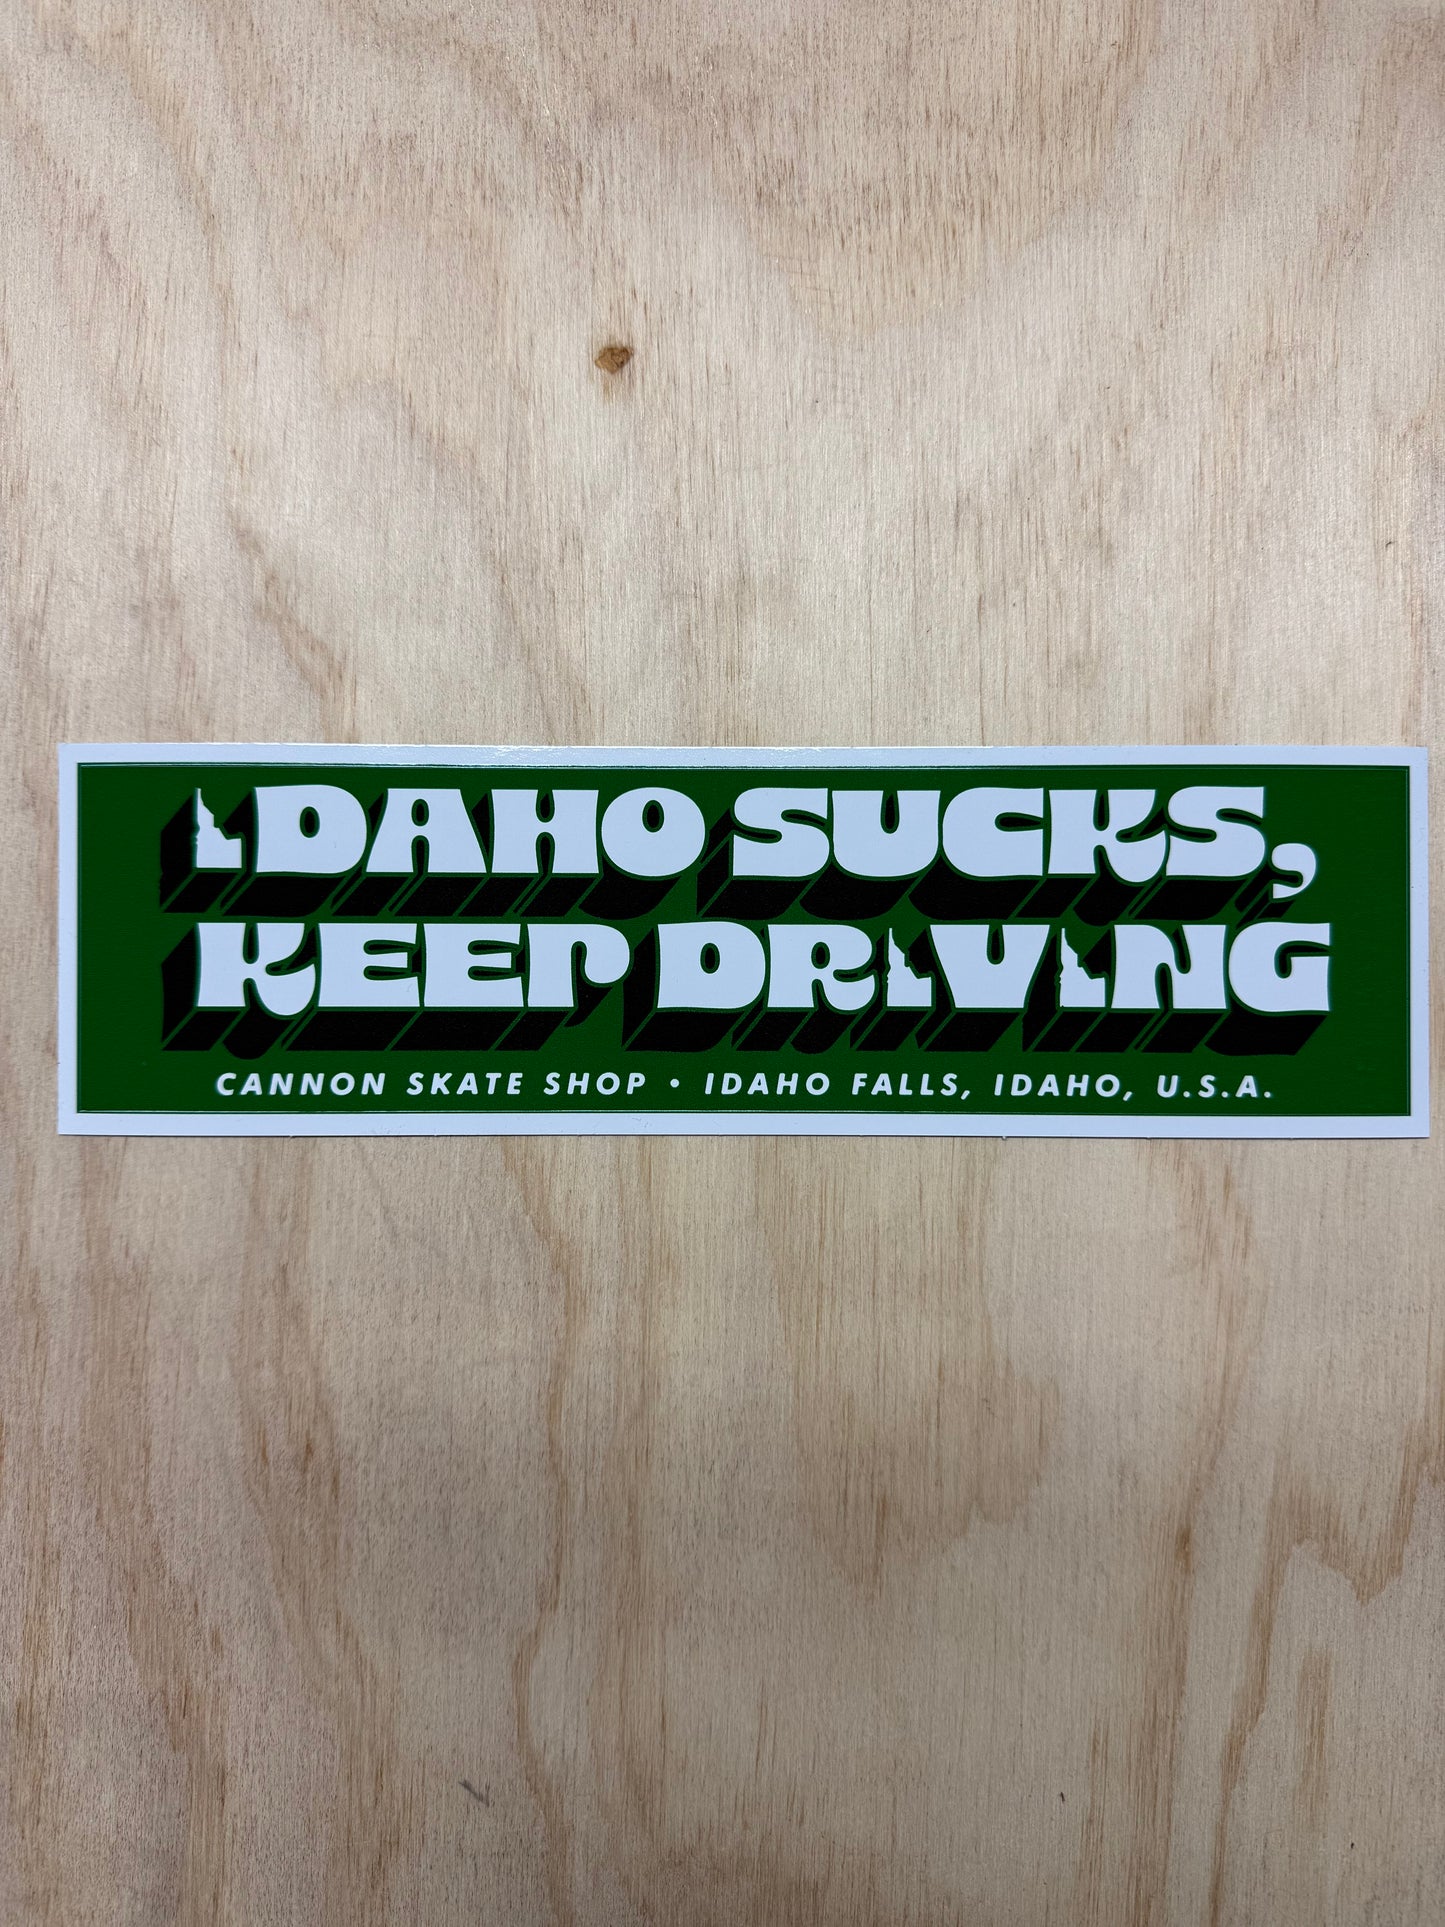 IDAHO SUCKS,
KEEP DRIVING
CANNON SKATE SHOP • IDAHO FALLS, IDAHO, U.S.A.